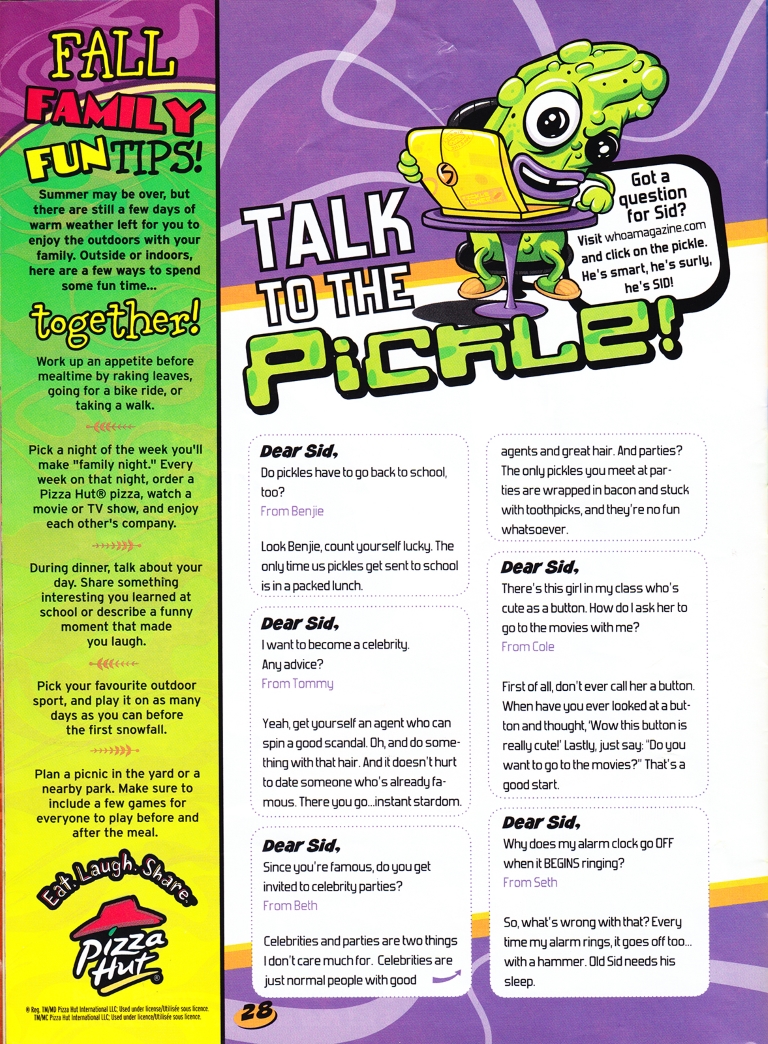 FALL
FAMILY
FUN TIPS!
Summer may be over, but
there are still a few days of
warm weather left for you to
enjoy the outdoors with your
family. Outside or indoors,
here are a few ways to spend
some fun time...
together!
Work up an appetite before
mealtime by raking leaves,
going for a bike ride, or
taking a walk.
Pick a night of the week you'll
make "family night." Every
week on that night, order a
Pizza Hut® pizza, watch a
movie or TV show, and enjoy
each other's company.
During dinner, talk about your
day. Share something
interesting you learned at
school or describe a funny
moment that made
you laugh.
Pick your favourite outdoor
sport, and play it on as many
days as you can before
the first snowfall.
Plan a picnic in the yard or a
nearby park. Make sure to
include a few games for
everyone to play before and
after the meal.
Eat. Laugh. Share.
Pizza
Hut®
® Reg. TM/MD Pizza Hut International LLC; Used under license/Utilisée sous licence.
TM/MC Pizza Hut International LLC; Used under licence/Utilisée sous licence.
TALK
TO THE
PiCKLE!
Got a
question
for Sid?
Visit whoamagazine.com
and click on the pickle.
He's smart, he's surly,
he's SID!
Dear Sid,
Do pickles have to go back to school,
too?
From Benjie
Look Benjie, count yourself lucky. The
only time us pickles get sent to school
is in a packed lunch.
Dear Sid,
I want to become a celebrity.
Any advice?
From Tommy
Yeah, get yourself an agent who can
spin a good scandal. Oh, and do some-
thing with that hair. And it doesn't hurt
to date someone who's already fa-
mous. There you go...instant stardom.
Dear Sid,
Since you're famous, do you get
invited to celebrity parties?
From Beth
Celebrities and parties are two things
I don't care much for. Celebrities are
just normal people with good
agents and great hair. And parties?
The only pickles you meet at par-
ties are wrapped in bacon and stuck
with toothpicks, and they're no fun
whatsoever.
Dear Sid,
There's this girl in my class who's
cute as a button. How do I ask her to
go to the movies with me?
From Cole
First of all, don't ever call her a button.
When have you ever looked at a but-
ton and thought, 'Wow this button is
really cute!' Lastly, just say: "Do you
want to go to the movies?" That's a
good start.
Dear Sid,
Why does my alarm clock go OFF
when it BEGINS ringing?
From Seth
So, what's wrong with that? Every
time my alarm rings, it goes off too...
with a hammer. Old Sid needs his
sleep.
28